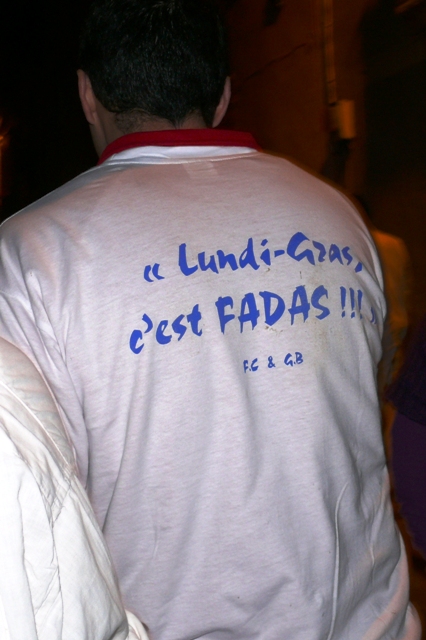 « Lundi-Gras,
c'est FADAS !!! »
F.C & G.B